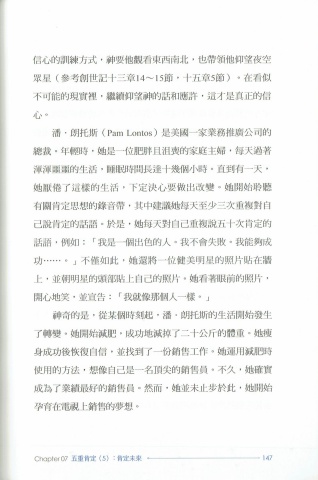 信心的訓練方式，神要他觀看東西南北，也帶領他仰望夜空
眾星（參考創世記十三章14～15節，十五章5節）。在看似
不可能的現實裡，繼續仰望神的話和應許，這才是真正的信
心。
潘．朗托斯（Pam Lontos）是美國一家業務推廣公司的
總裁。年輕時，她是一位肥胖且沮喪的家庭主婦，每天過著
渾渾噩噩的生活，睡眠時間長達十幾個小時。直到有一天，
她厭倦了這樣的生活，下定決心要做出改變。她開始聆聽
有關肯定思想的錄音帶，其中建議她每天至少三次重複對自
己說肯定的話語。於是，她每天對自己重複說五十次肯定的
話語，例如：「我是一個出色的人。我不會失敗。我能夠成
功……。」不僅如此，她還將一位健美明星的照片貼在牆
上，並朝明星的頭部貼上自己的照片。她看著眼前的照片，
開心地笑，並宣告：「我就像那個人一樣。」
神奇的是，從某個時刻起，潘．朗托斯的生活開始發生
了轉變。她開始減肥，成功地減掉了二十公斤的體重。她瘦
身成功後恢復自信，並找到了一份銷售工作。她運用減肥時
使用的方法，想像自己是一名頂尖的銷售員。不久，她確實
成為了業績最好的銷售員。然而，她並未止步於此，她開始
孕育在電視上銷售的夢想。
Chapter 07 五重肯定（5）：肯定未來 147